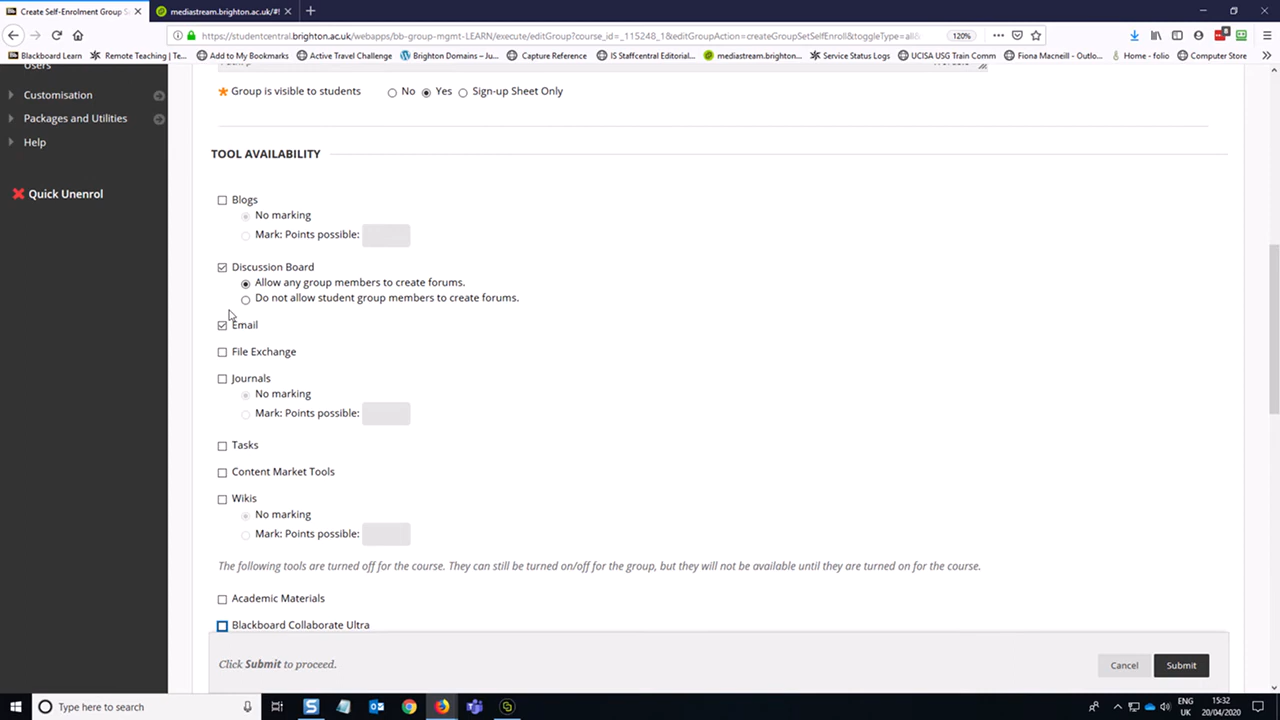 Create Self-Enrolment Group S
mediastream.brighton.ac.uk/#!
https://studentcentral.brighton.ac.uk/webapps/bb-group-mgmt-LEARN/execute/editGroup?course_id=_115248_1&editGroupAction=createGroupSetSelfEnroll&toggleType=all&
120%
Blackboard Learn
Remote Teaching | Te...
Add to My Bookmarks
Active Travel Challenge
Brighton Domains – Ju...
Capture Reference
IS Staffcentral Editorial...
mediastream.brighton...
Service Status Logs
UCISA USG Train Comm
Fiona Macneill - Outlo...
Home - folio
Computer Store
Users
Customisation
Packages and Utilities
Help
Quick Unenrol
Group is visible to students No Yes Sign-up Sheet Only
TOOL AVAILABILITY
Blogs
No marking
Mark: Points possible:
Discussion Board
Allow any group members to create forums.
Do not allow student group members to create forums.
Email
File Exchange
Journals
No marking
Mark: Points possible:
Tasks
Content Market Tools
Wikis
No marking
Mark: Points possible:
The following tools are turned off for the course. They can still be turned on/off for the group, but they will not be available until they are turned on for the course.
Academic Materials
Blackboard Collaborate Ultra
Click Submit to proceed.
Cancel
Submit
Type here to search
ENG
UK
15:32
20/04/2020